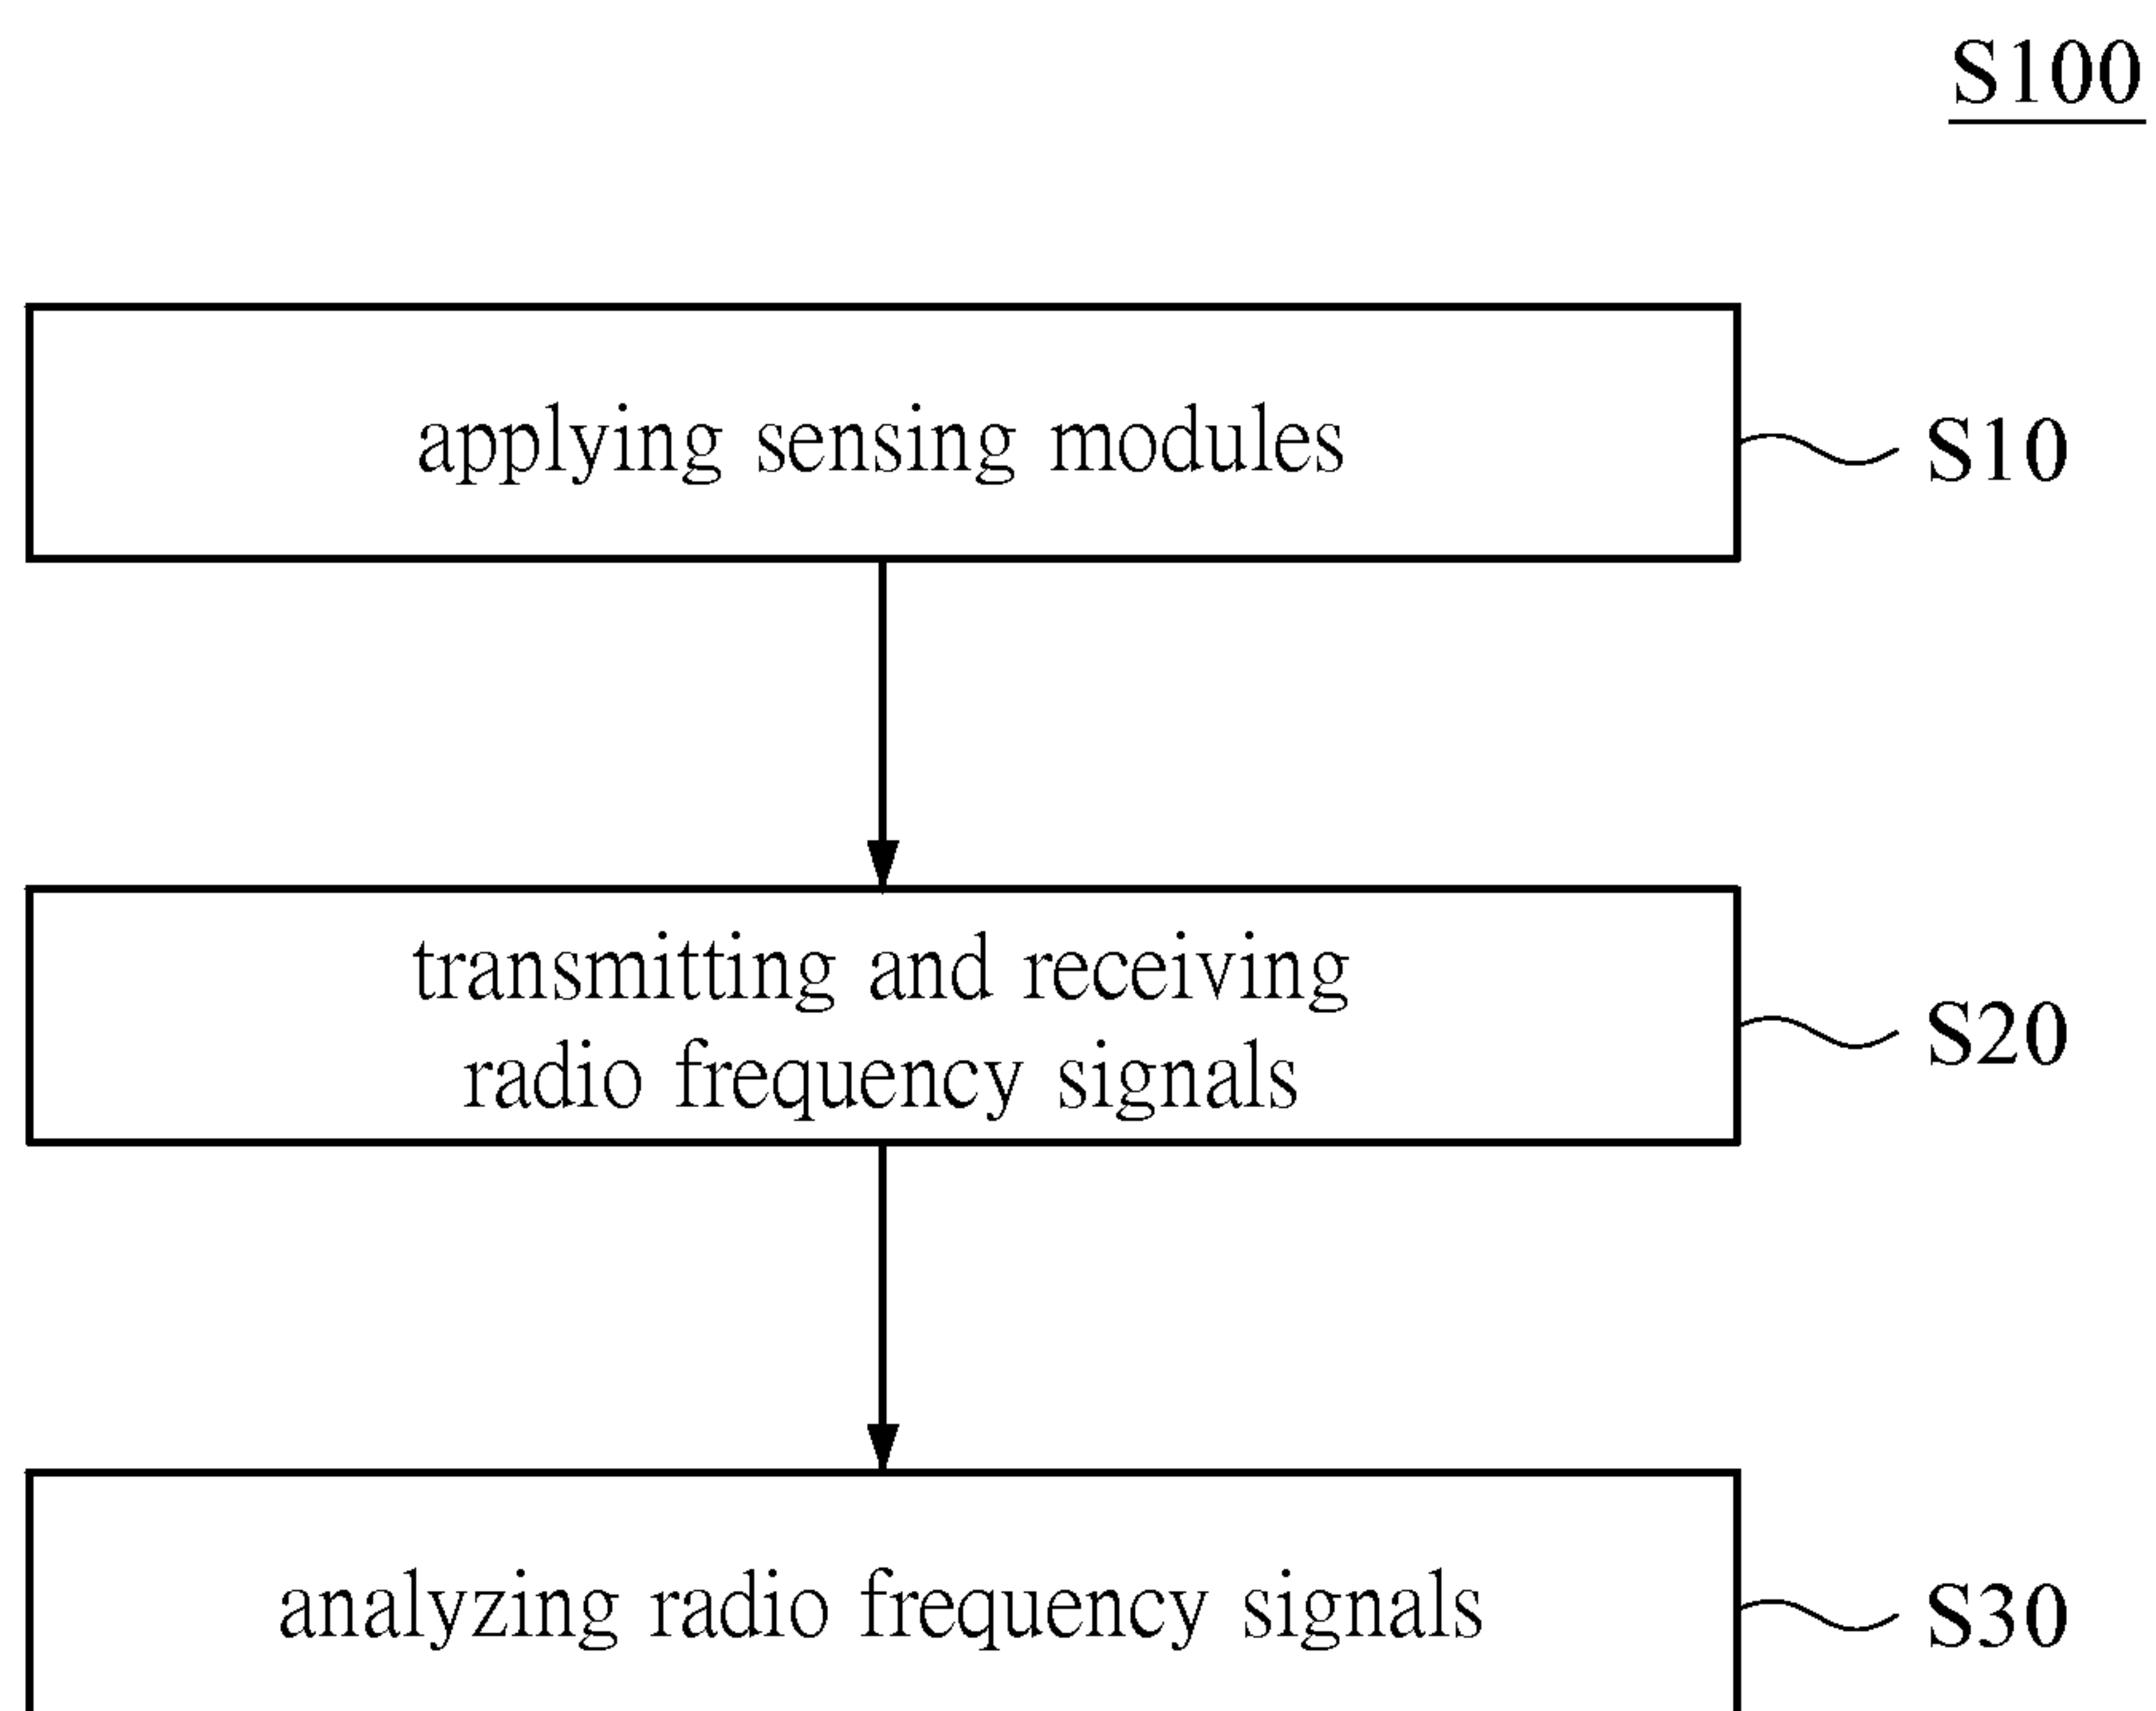 S100
applying sensing modules
S10
transmitting and receiving
radio frequency signals
S20
analyzing radio frequency signals
S30